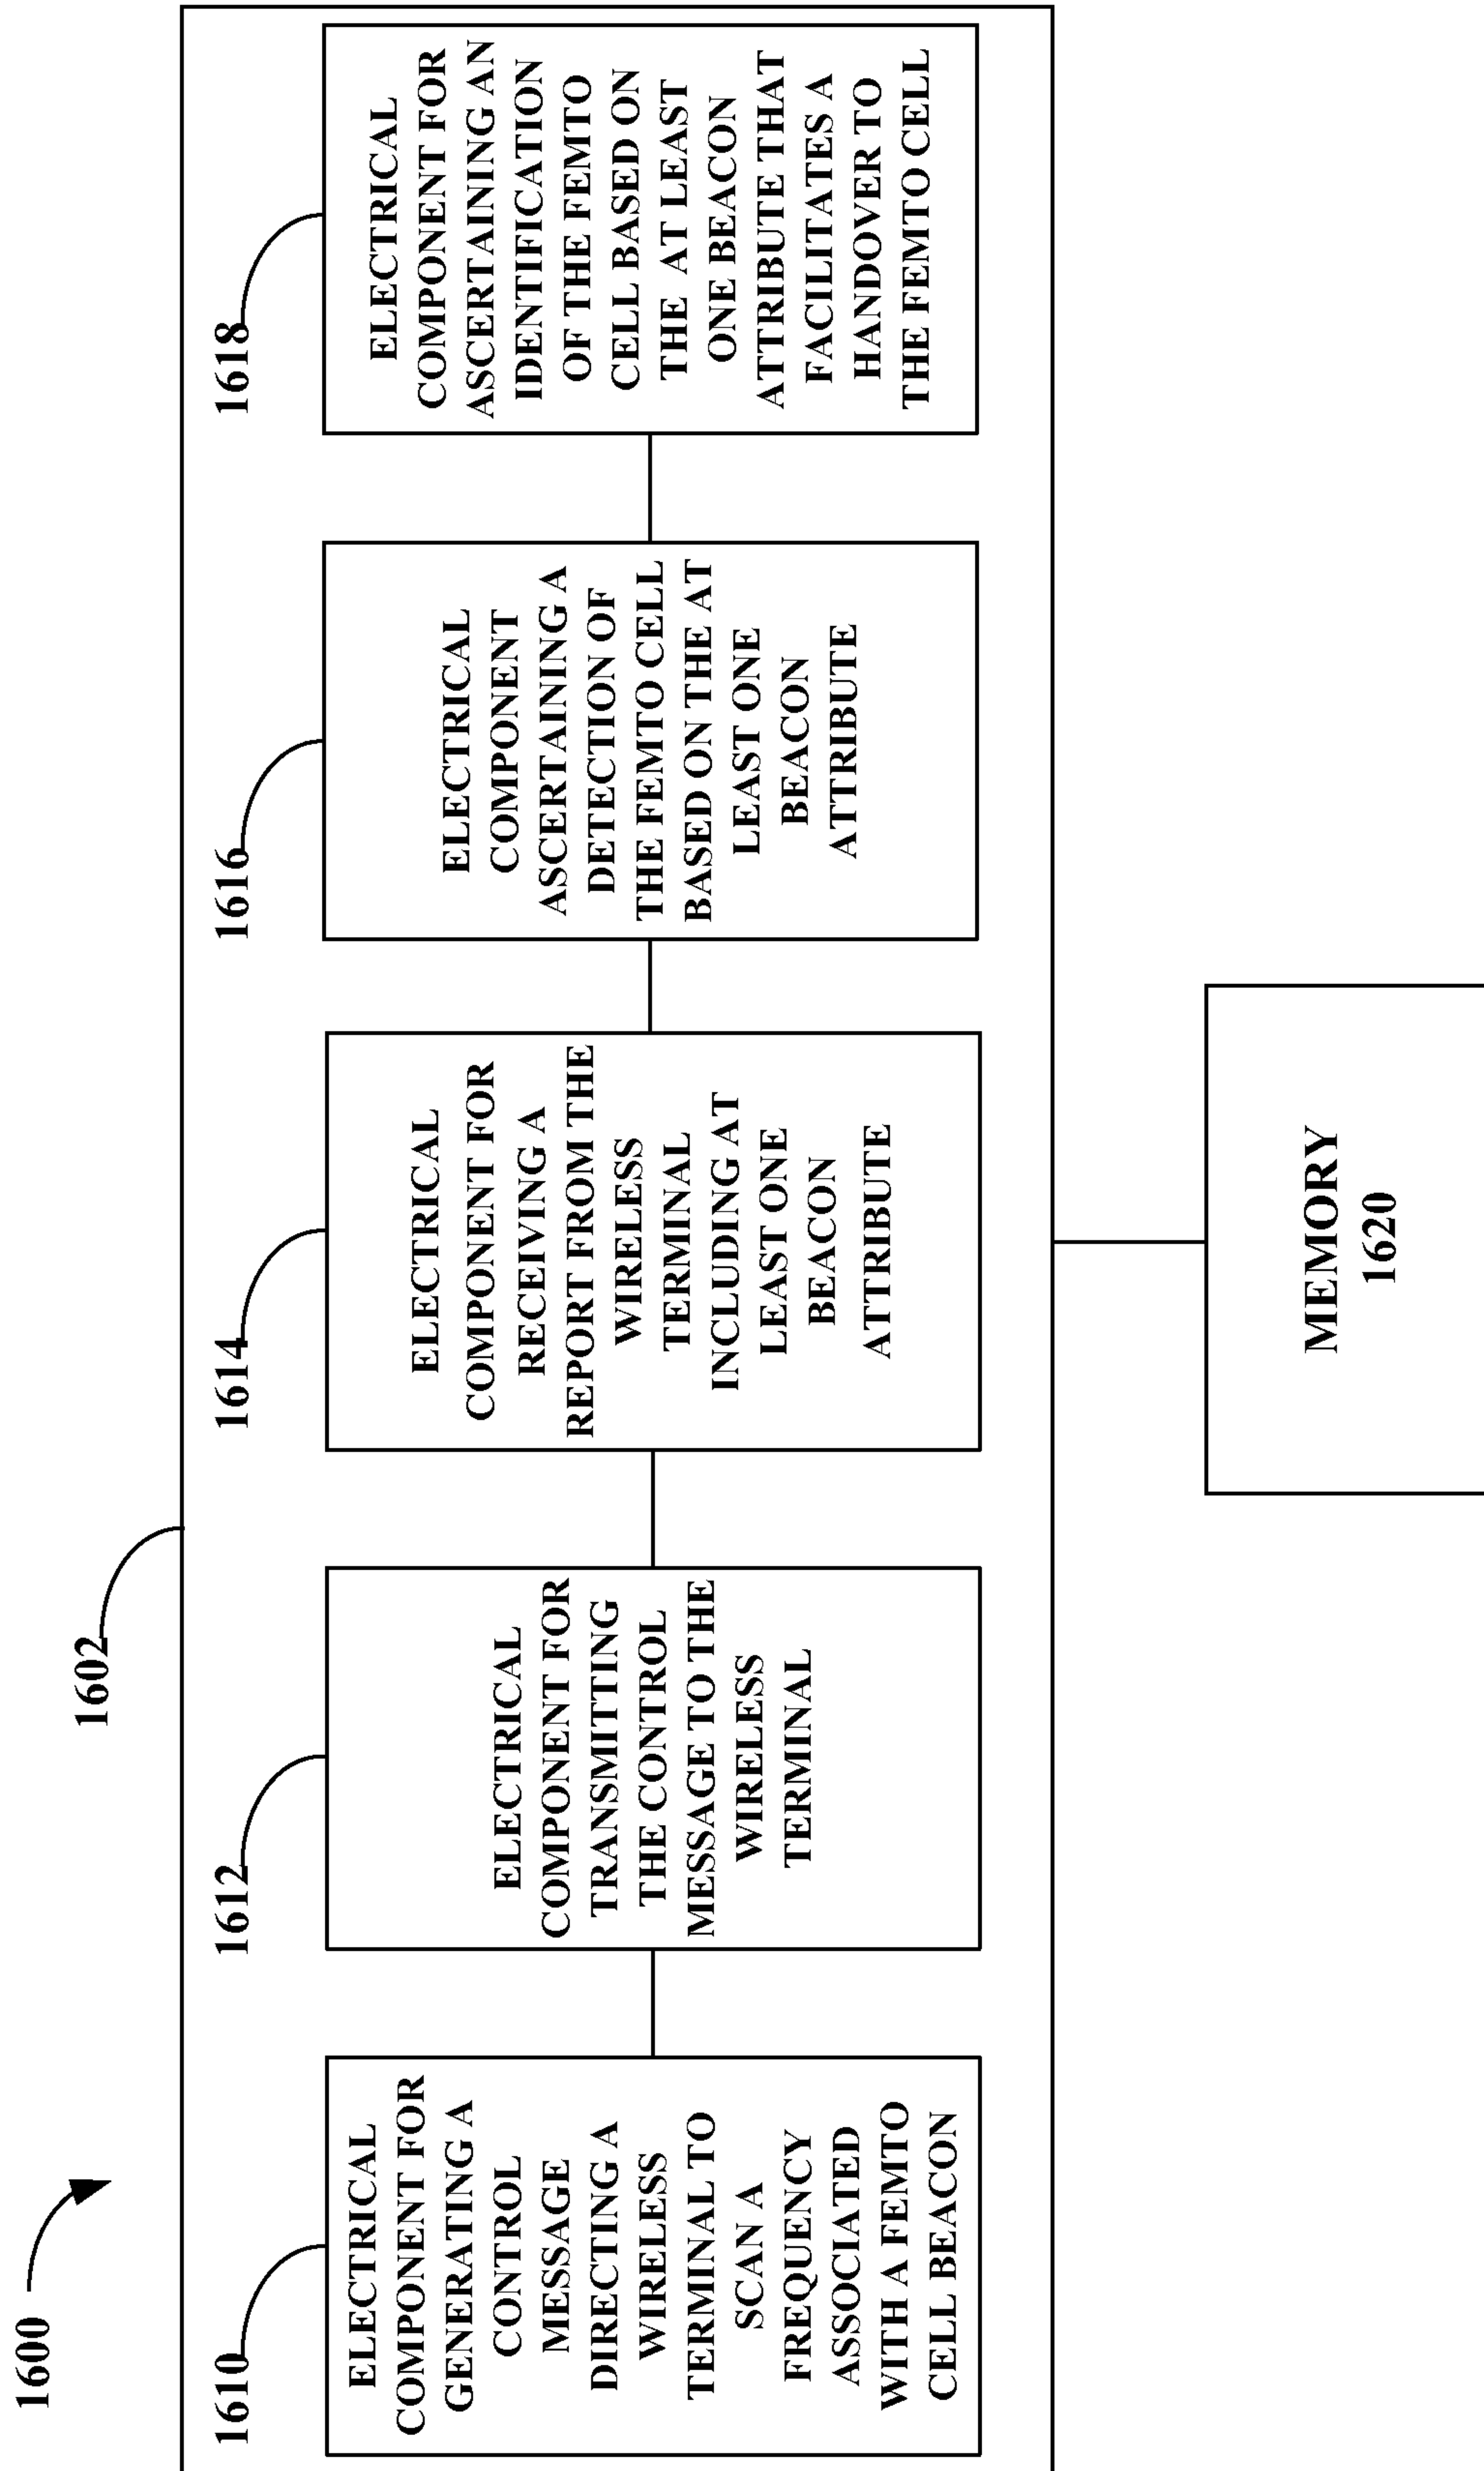 1600
1602
1610
ELECTRICAL
COMPONENT FOR
GENERATING A
CONTROL
MESSAGE
DIRECTING A
WIRELESS
TERMINAL TO
SCAN A
FREQUENCY
ASSOCIATED
WITH A FEMTO
CELL BEACON
1612
ELECTRICAL
COMPONENT FOR
TRANSMITTING
THE CONTROL
MESSAGE TO THE
WIRELESS
TERMINAL
1614
ELECTRICAL
COMPONENT FOR
RECEIVING A
REPORT FROM THE
WIRELESS
TERMINAL
INCLUDING AT
LEAST ONE
BEACON
ATTRIBUTE
1616
ELECTRICAL
COMPONENT
ASCERTAINING A
DETECTION OF
THE FEMTO CELL
BASED ON THE AT
LEAST ONE
BEACON
ATTRIBUTE
1618
ELECTRICAL
COMPONENT FOR
ASCERTAINING AN
IDENTIFICATION
OF THE FEMTO
CELL BASED ON
THE AT LEAST
ONE BEACON
ATTRIBUTE THAT
FACILITATES A
HANDOVER TO
THE FEMTO CELL
MEMORY
1620